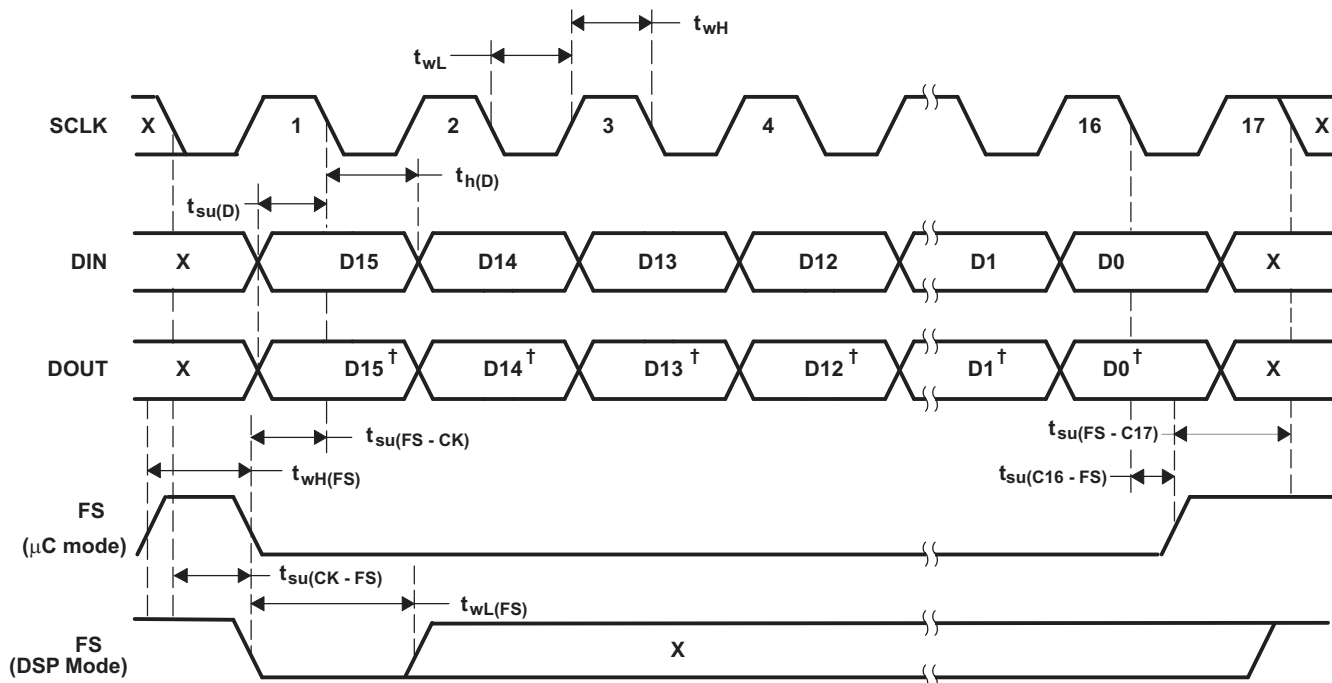 t_wH
t_wL
SCLK X 1 2 3 4 16 17 X
t_h(D)
t_su(D)
DIN X D15 D14 D13 D12 D1 D0 X
DOUT X D15† D14† D13† D12† D1† D0† X
t_su(FS - CK) t_su(FS - C17)
t_wH(FS) t_su(C16 - FS)
FS
(μC mode)
t_su(CK - FS)
t_wL(FS)
FS
(DSP Mode) X